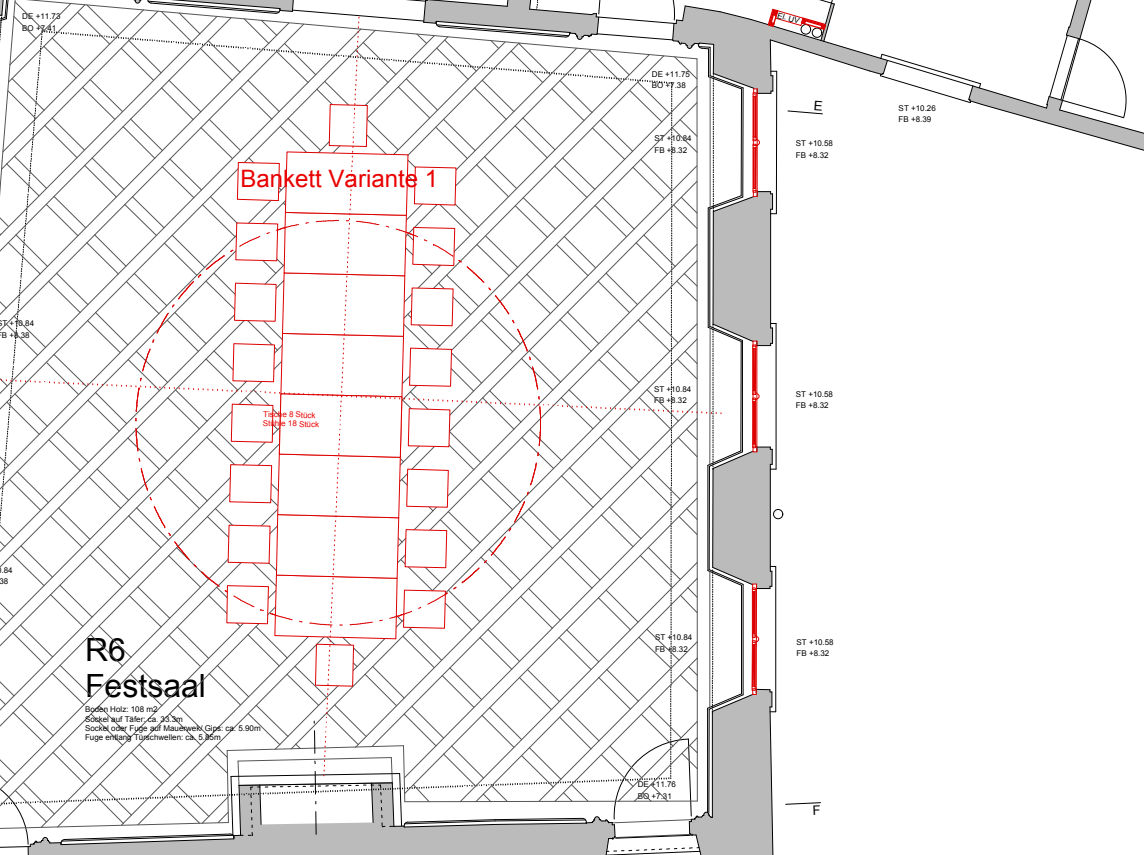 DE +11.73
BO +7.41
EL UV
DE +11.75
BO +7.38
E
ST +10.26
FB +8.39
ST +10.84
FB +8.32
ST +10.58
FB +8.32
Bankett Variante 1
ST +10.84
FB +8.38
ST +10.84
FB +8.32
ST +10.58
FB +8.32
Tische 8 Stück
Stühle 18 Stück
.84
38
R6
Festsaal
Boden Holz: 108 m2
Sockel auf Täfer: ca. 33.3m
Sockel oder Fuge auf Mauerwerk/ Gips: ca. 5.90m
Fuge entlang Türschwellen: ca. 5.85m
ST +10.84
FB +8.32
ST +10.58
FB +8.32
DE +11.76
BO +7.31
F